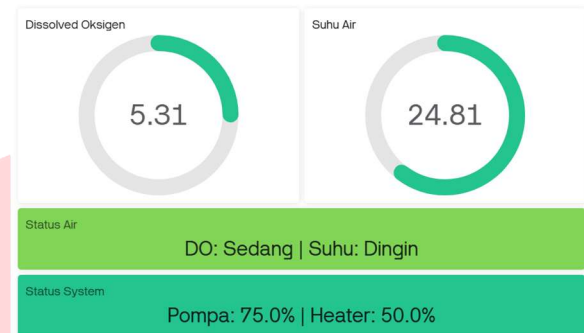 Dissolved Oksigen
Suhu Air
5.31
24.81
Status Air
DO: Sedang | Suhu: Dingin
Status System
Pompa: 75.0% | Heater: 50.0%